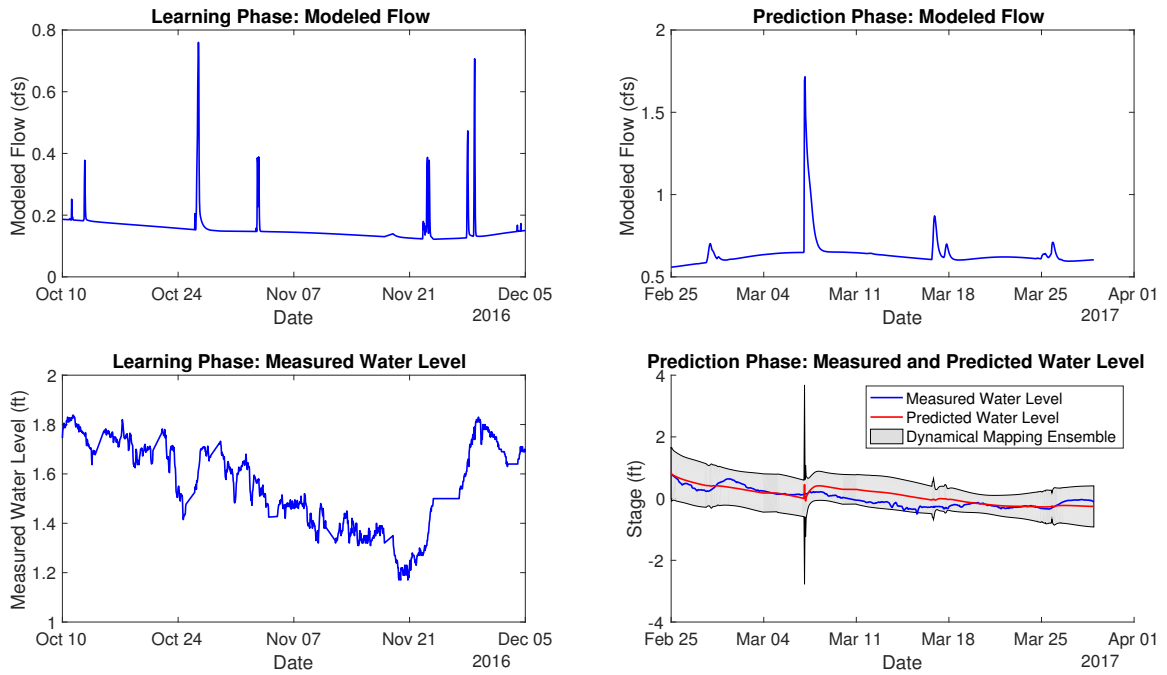 Learning Phase: Modeled Flow
Modeled Flow (cfs)
0.8
0.6
0.4
0.2
0
Oct 10
Oct 24
Nov 07
Nov 21
Dec 05
Date
2016
Prediction Phase: Modeled Flow
Modeled Flow (cfs)
2
1.5
1
0.5
Feb 25
Mar 04
Mar 11
Mar 18
Mar 25
Apr 01
Date
2017
Learning Phase: Measured Water Level
Measured Water Level (ft)
2
1.8
1.6
1.4
1.2
1
Oct 10
Oct 24
Nov 07
Nov 21
Dec 05
Date
2016
Prediction Phase: Measured and Predicted Water Level
Stage (ft)
4
2
0
-2
-4
Measured Water Level
Predicted Water Level
Dynamical Mapping Ensemble
Feb 25
Mar 04
Mar 11
Mar 18
Mar 25
Apr 01
Date
2017